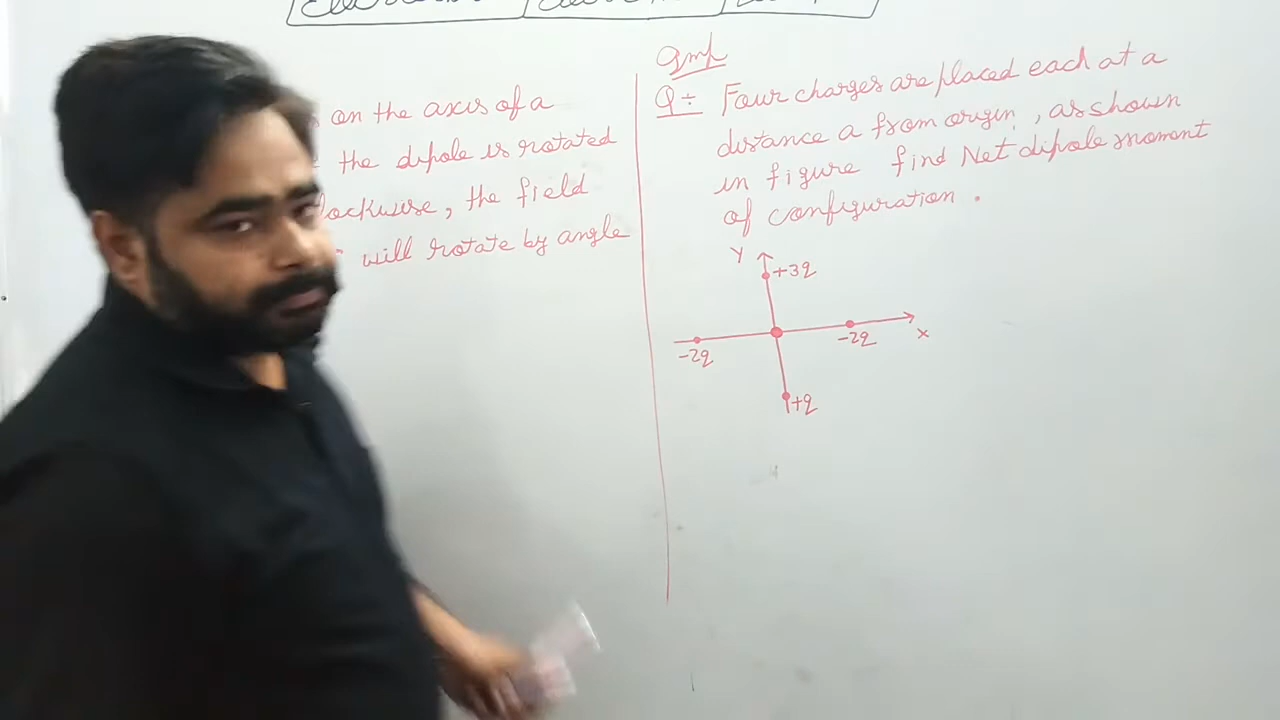 on the axis of a
the dipole is rotated
lockwise, the field
will rotate by angle
Imp
Q÷ Four charges are placed each at a
distance a from origin, as shown
in figure find Net dipole moment
of configuration.
Y
+3q
-2q
-2q
x
+q